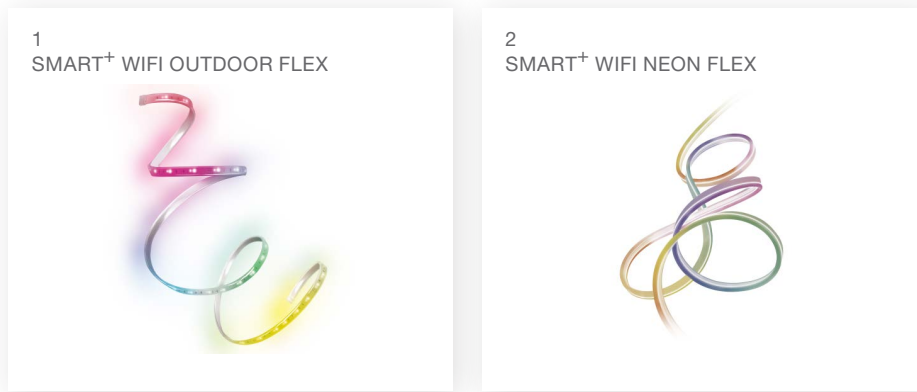 1
SMART+ WIFI OUTDOOR FLEX
2
SMART+ WIFI NEON FLEX